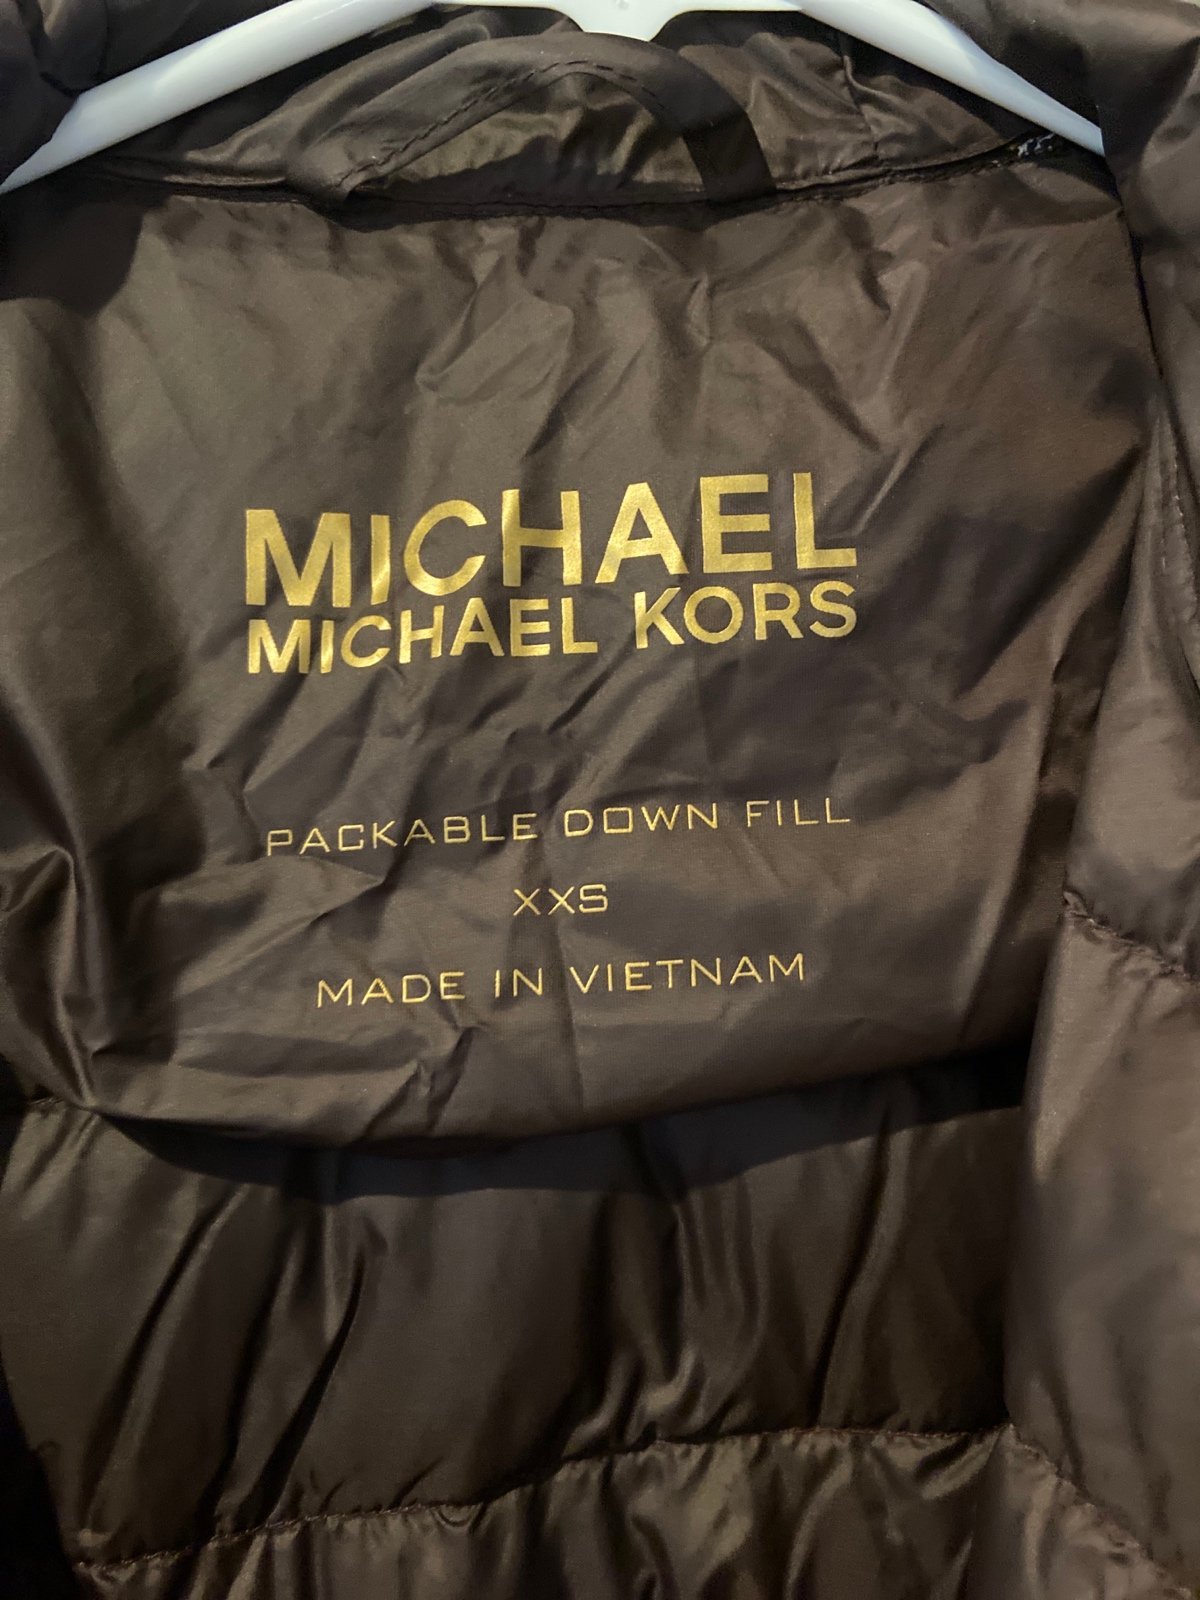 MICHAEL
MICHAEL KORS
PACKABLE DOWN FILL
XXS
MADE IN VIETNAM